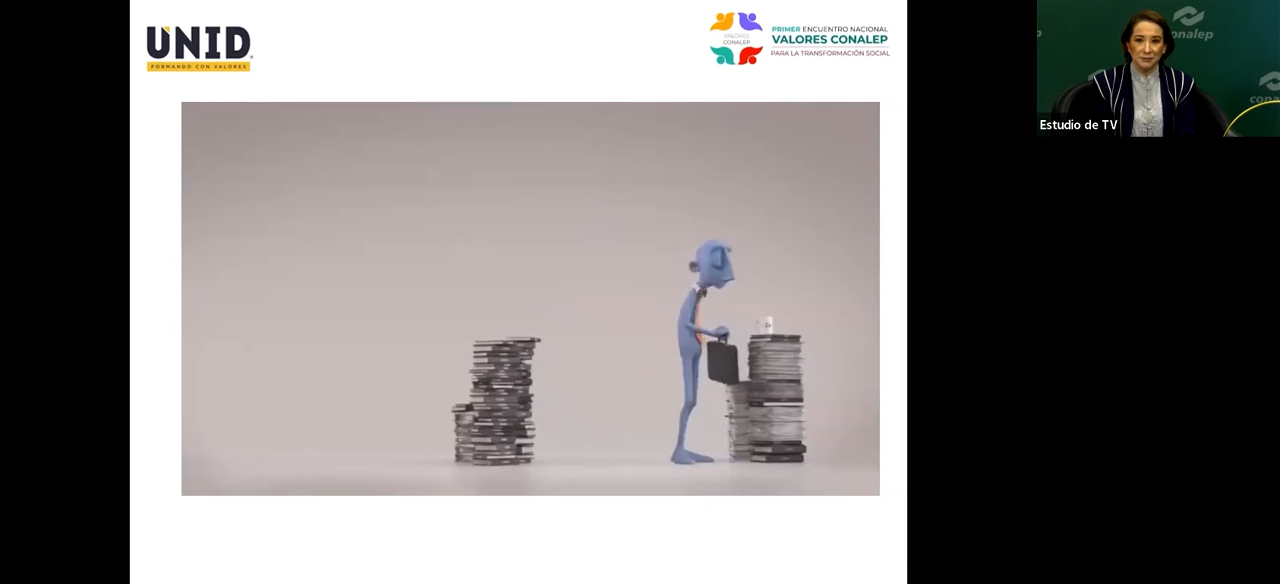 UNID
FORMANDO CON VALORES
VALORES
CONALEP
PRIMER ENCUENTRO NACIONAL
VALORES CONALEP
PARA LA TRANSFORMACIÓN SOCIAL
conalep
Estudio de TV